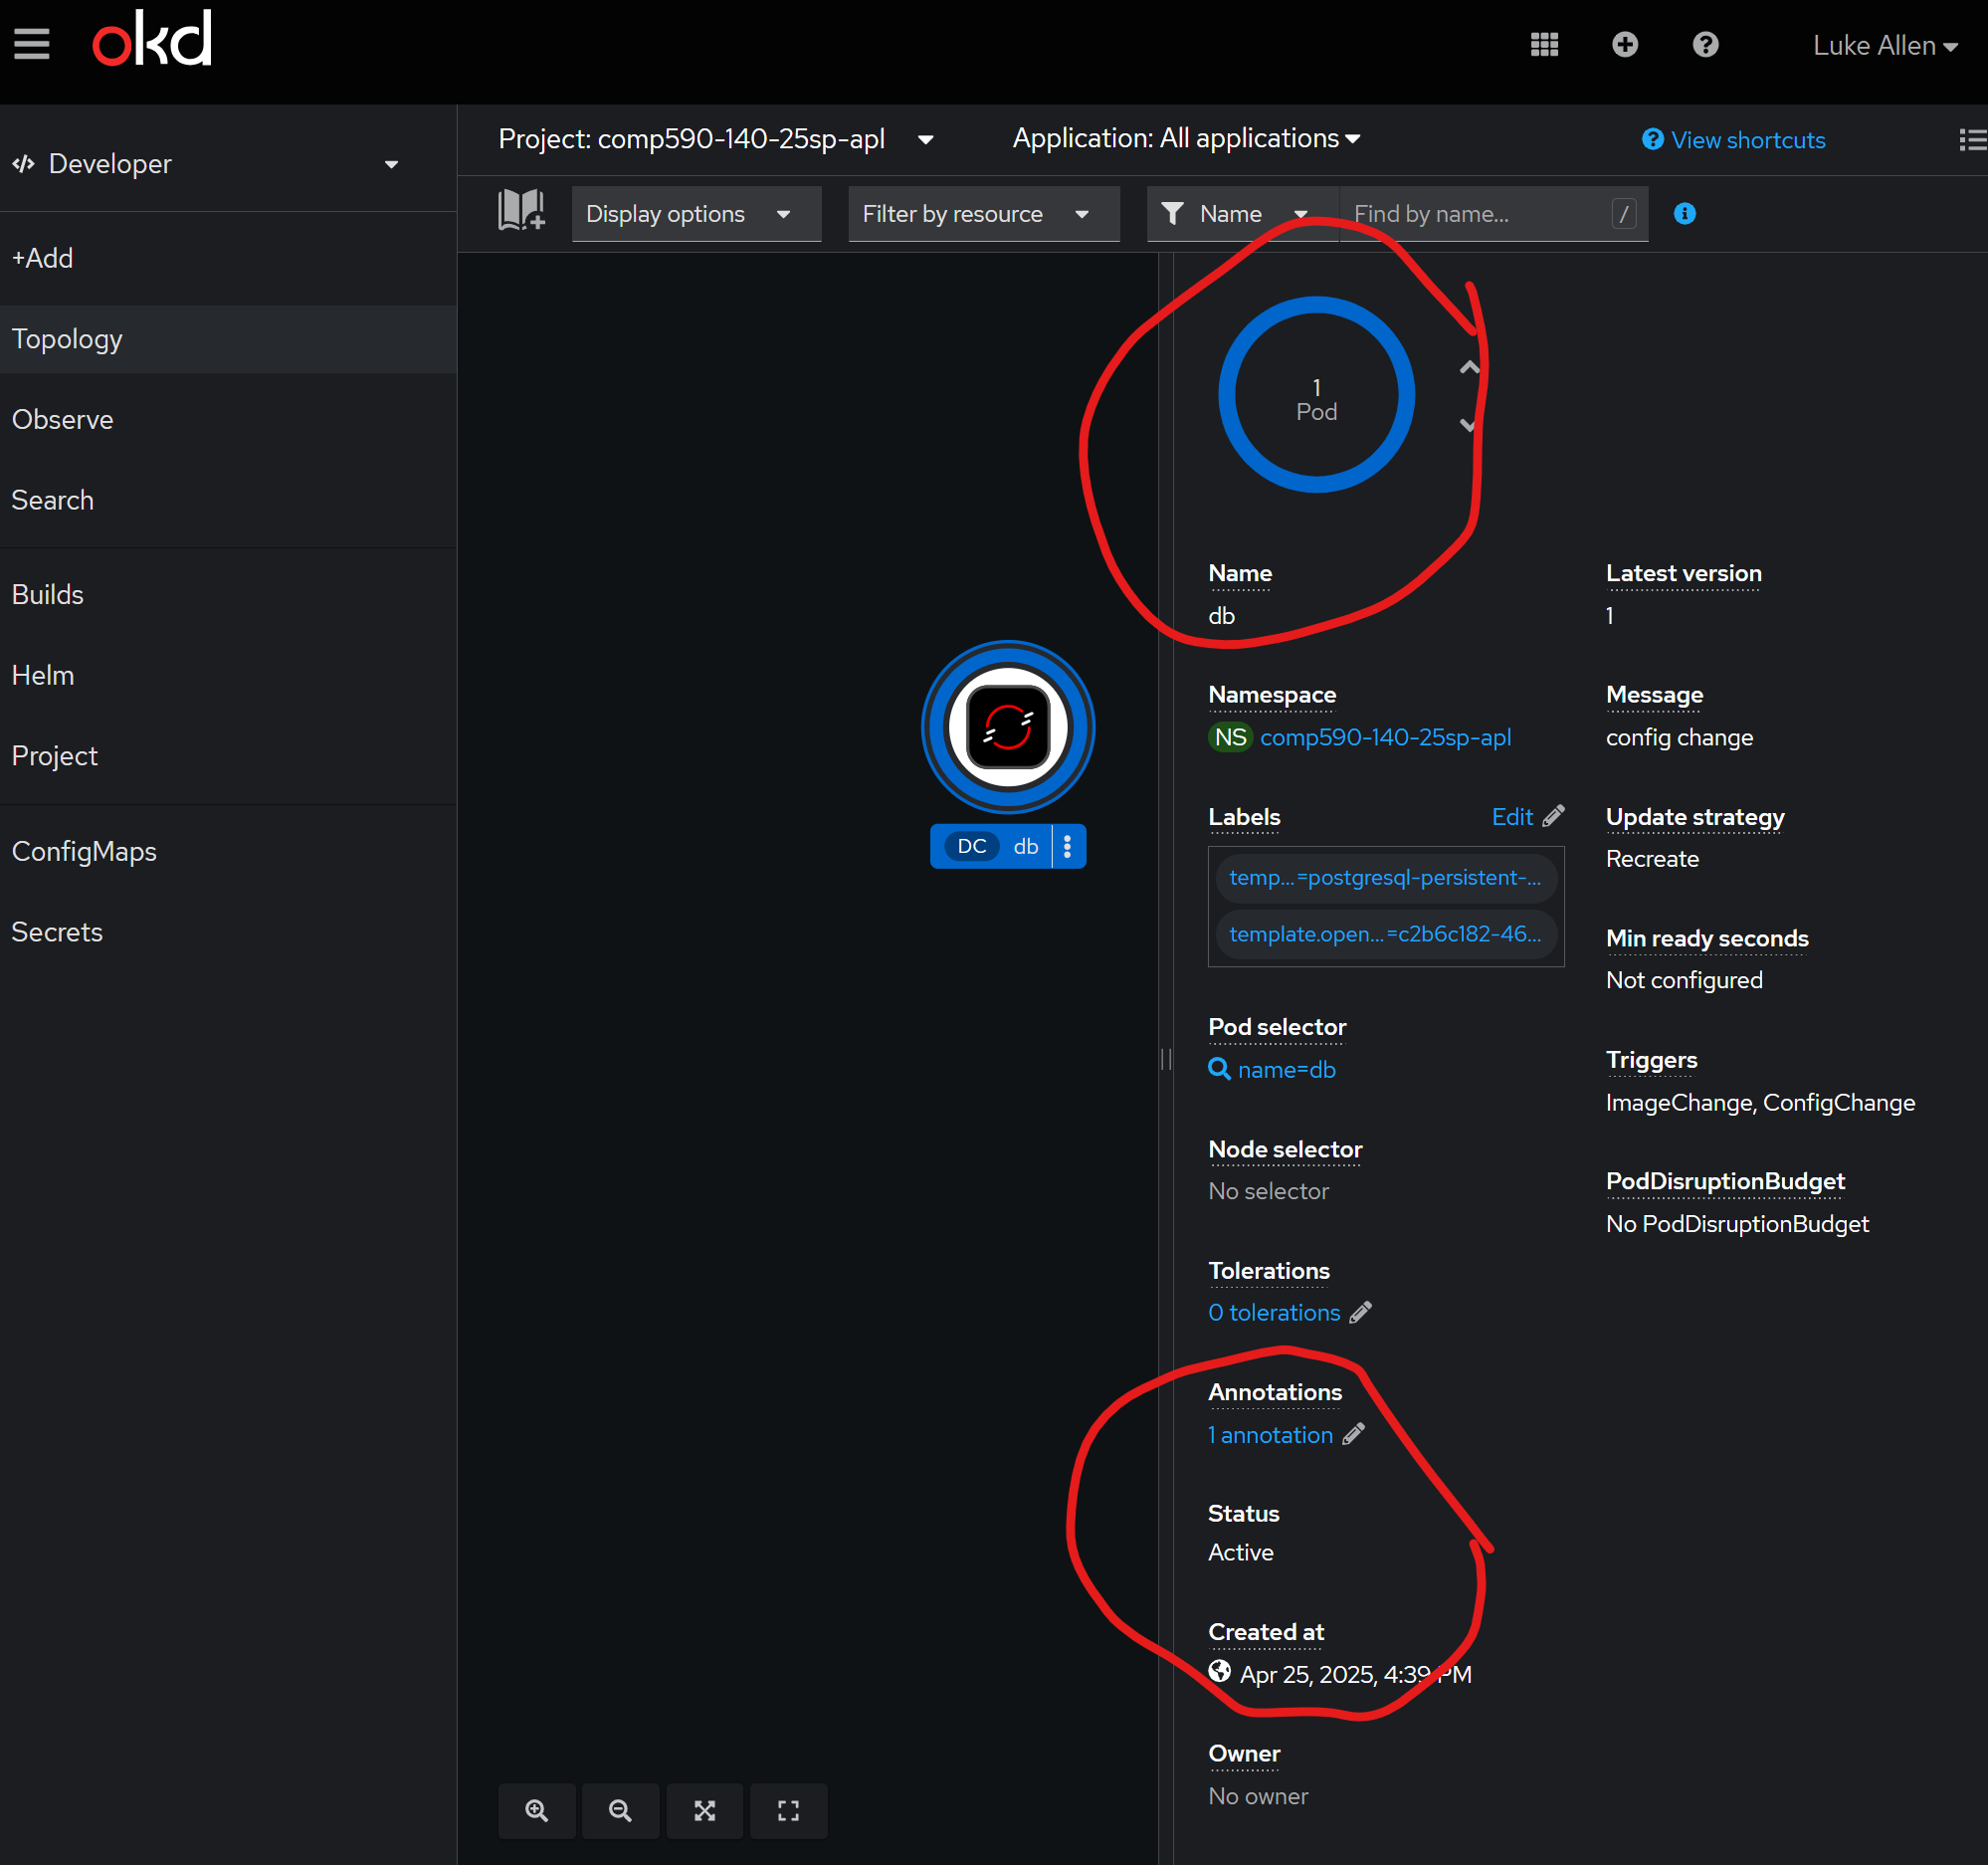 okd
Luke Allen
Developer
+Add
Topology
Observe
Search
Builds
Helm
Project
ConfigMaps
Secrets
Project: comp590-140-25sp-apl
Application: All applications
View shortcuts
Display options
Filter by resource
Name
Find by name...
/
DC db
1
Pod
Name
db
Namespace
NS comp590-140-25sp-apl
Labels
Edit
temp...=postgresql-persistent-...
template.open...=c2b6c182-46...
Pod selector
name=db
Node selector
No selector
Tolerations
0 tolerations
Annotations
1 annotation
Status
Active
Created at
Apr 25, 2025, 4:39 PM
Owner
No owner
Latest version
1
Message
config change
Update strategy
Recreate
Min ready seconds
Not configured
Triggers
ImageChange, ConfigChange
PodDisruptionBudget
No PodDisruptionBudget